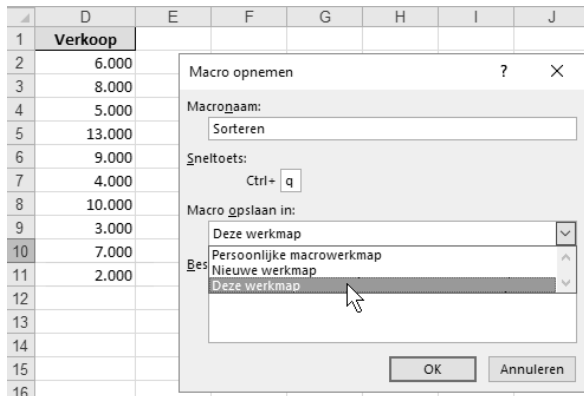 D E F G H I J
1 Verkoop
2 6.000
3 8.000
4 5.000
5 13.000
6 9.000
7 4.000
8 10.000
9 3.000
10 7.000
11 2.000
12
13
14
15
16
Macro opnemen ? ×
Macronaam:
Sorteren
Sneltoets:
Ctrl+ q
Macro opslaan in:
Deze werkmap
Persoonlijke macrowerkmap
Bes
Nieuwe werkmap
Deze werkmap
OK Annuleren